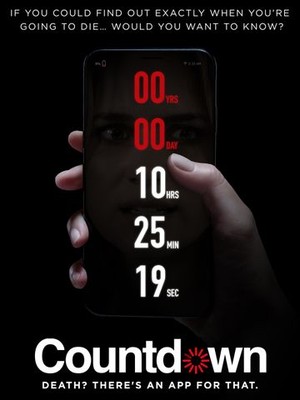 IF YOU COULD FIND OUT EXACTLY WHEN YOU'RE
GOING TO DIE... WOULD YOU WANT TO KNOW?
00 YRS
00 DAY
10 HRS
25 MIN
19 SEC
Countdown
DEATH? THERE'S AN APP FOR THAT.